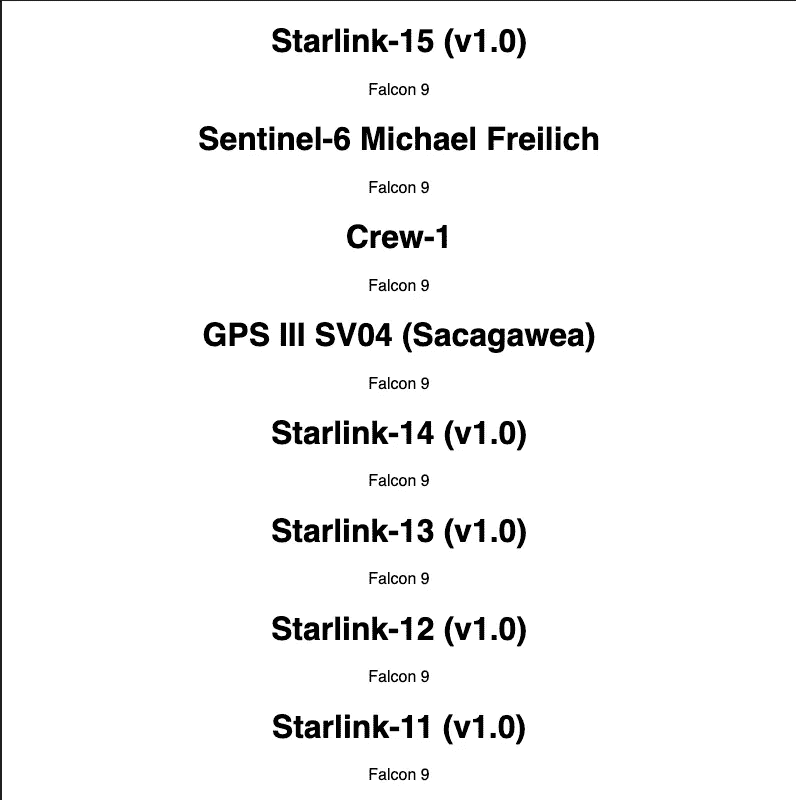 Starlink-15 (v1.0)
Falcon 9
Sentinel-6 Michael Freilich
Falcon 9
Crew-1
Falcon 9
GPS III SV04 (Sacagawea)
Falcon 9
Starlink-14 (v1.0)
Falcon 9
Starlink-13 (v1.0)
Falcon 9
Starlink-12 (v1.0)
Falcon 9
Starlink-11 (v1.0)
Falcon 9